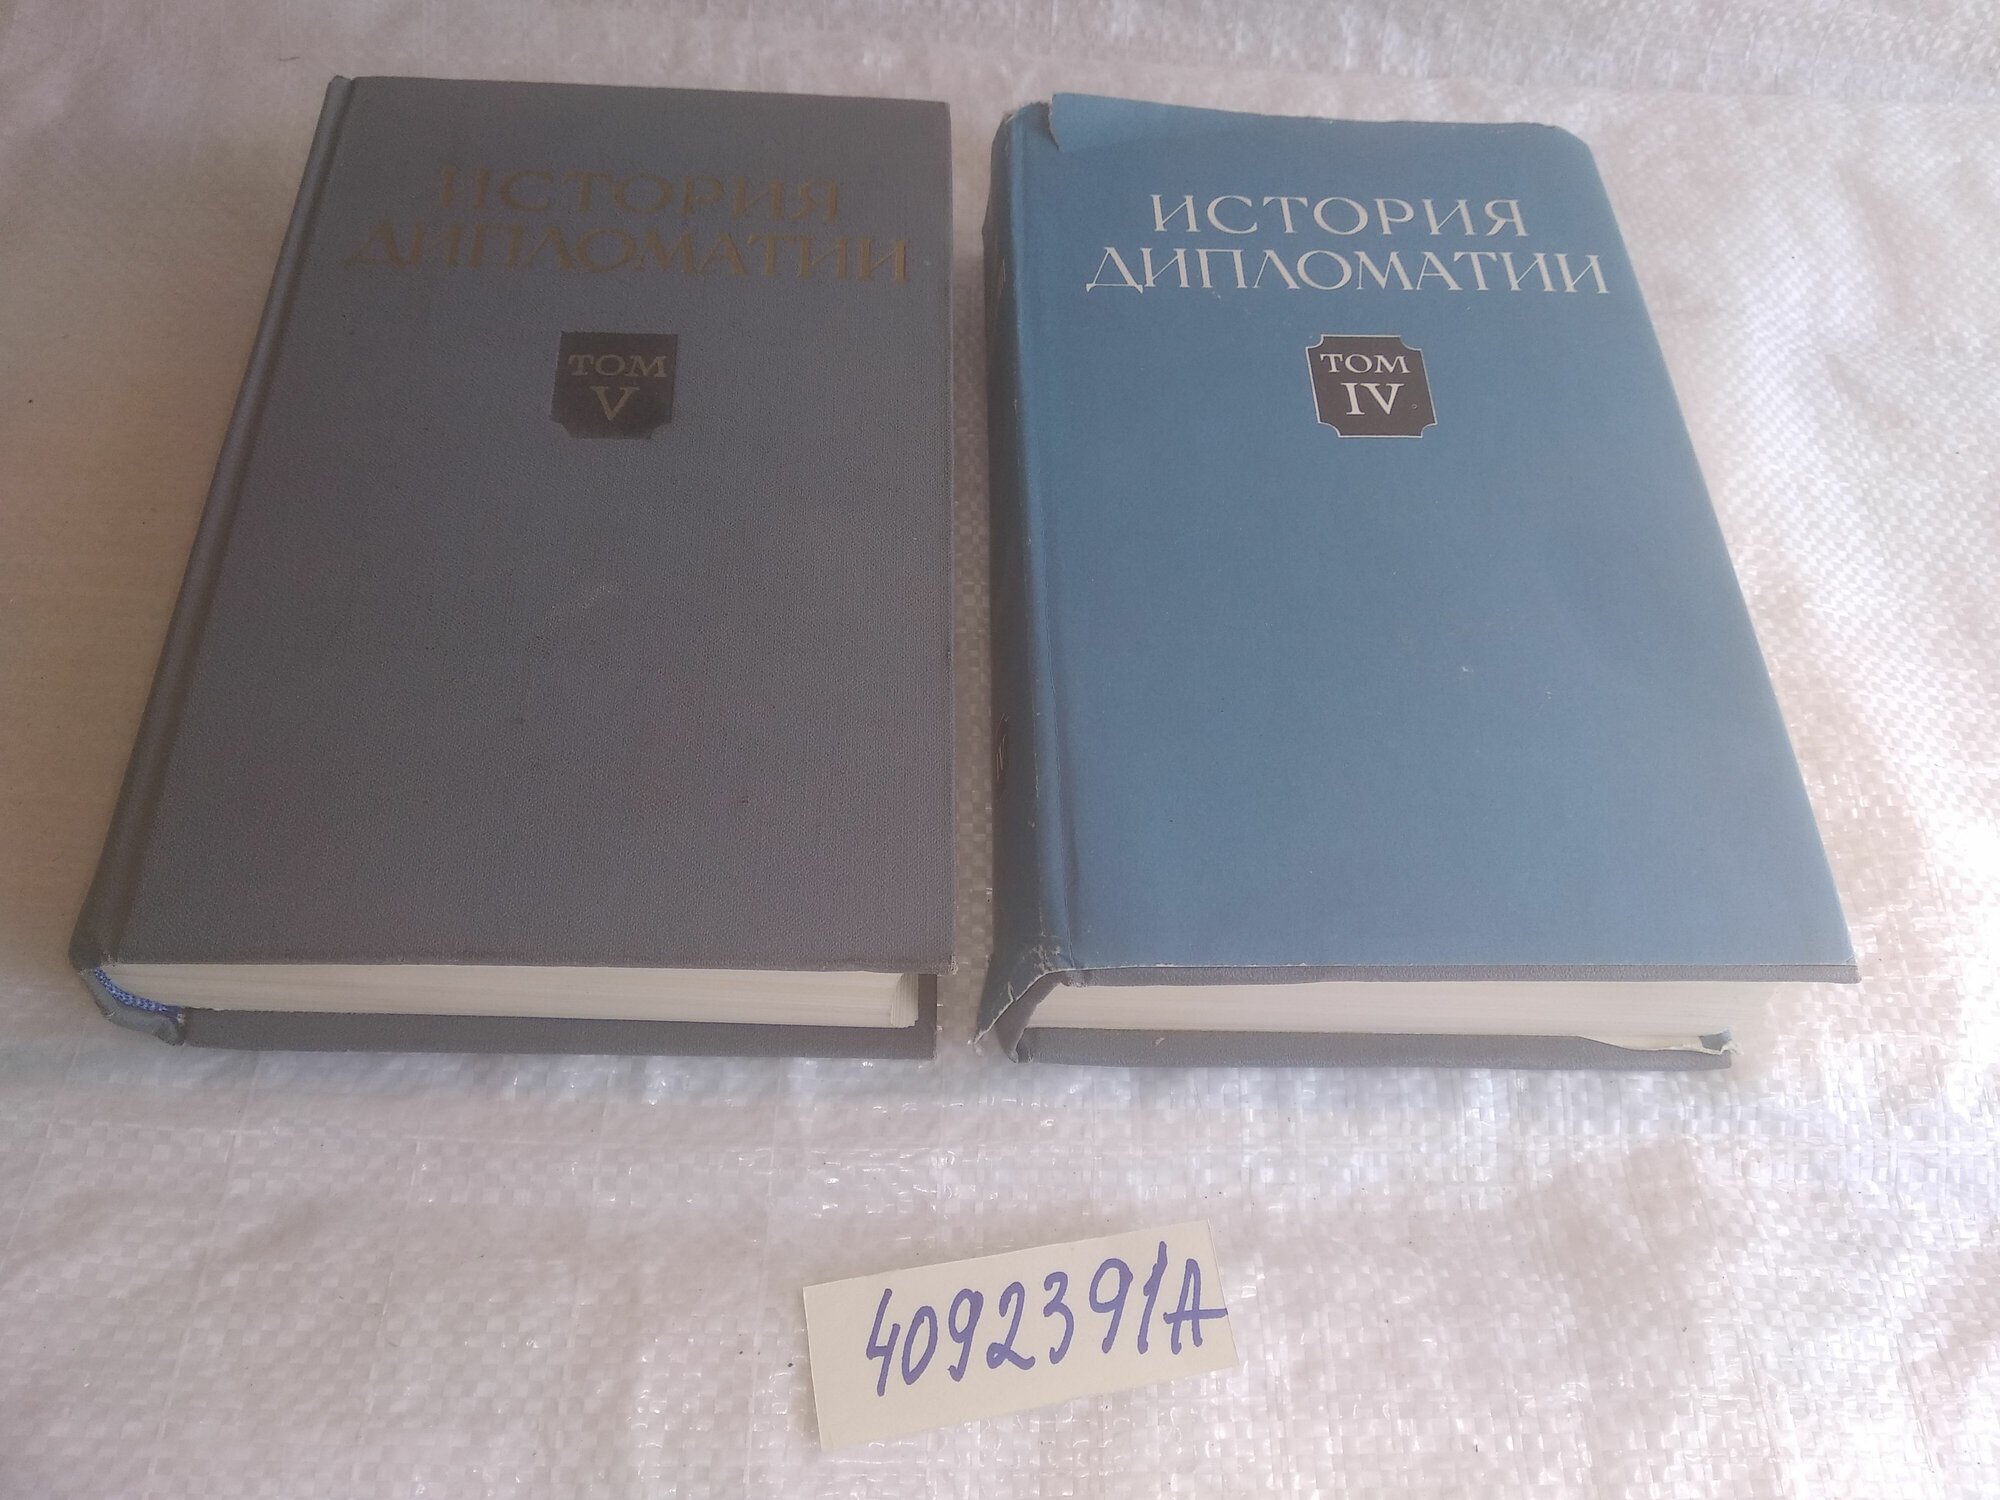 ИСТОРИЯ
ДИПЛОМАТИИ
ТОМ
V
ИСТОРИЯ
ДИПЛОМАТИИ
ТОМ
IV
4092391А